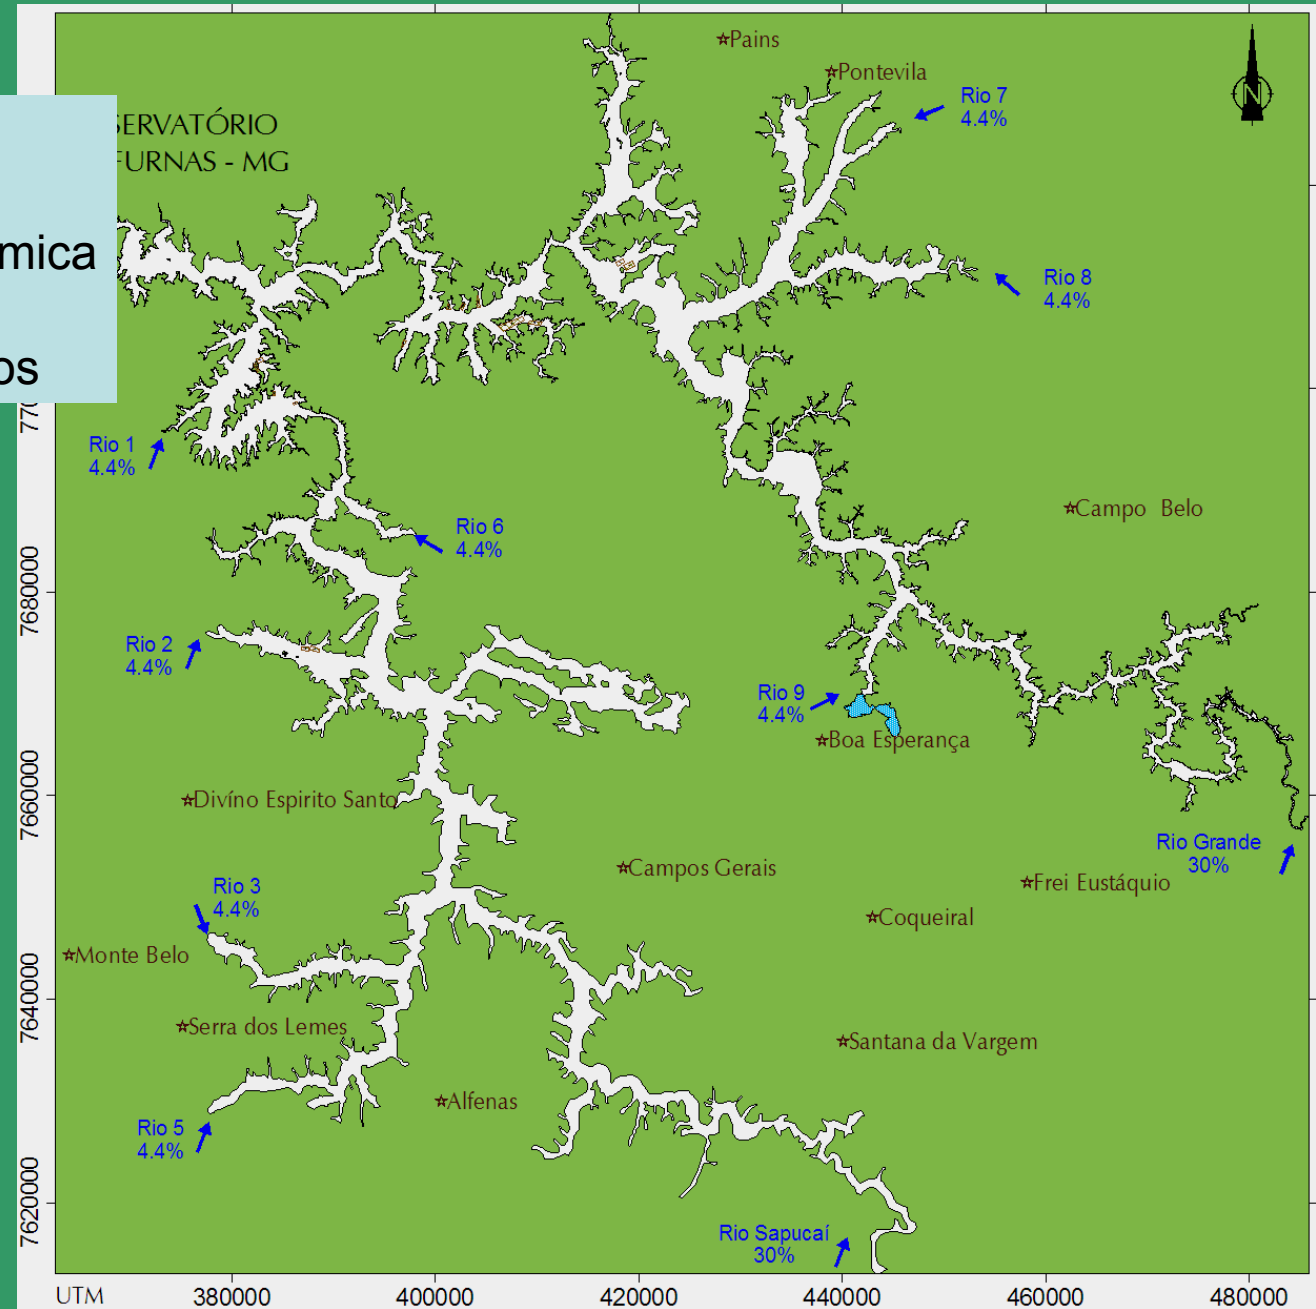 Pains
Pontevila
Rio 7
4.4%
N
SERVATÓRIO
FURNAS - MG
mica
os
Rio 8
4.4%
Rio 1
4.4%
Rio 6
4.4%
Campo Belo
7680000
Rio 2
4.4%
Rio 9
4.4%
Boa Esperança
7660000
Divíno Espirito Santo
Rio Grande
30%
Campos Gerais
Frei Eustáquio
Rio 3
4.4%
Coqueiral
Monte Belo
7640000
Serra dos Lemes
Santana da Vargem
Alfenas
Rio 5
4.4%
7620000
Rio Sapucaí
30%
UTM
380000
400000
420000
440000
460000
480000